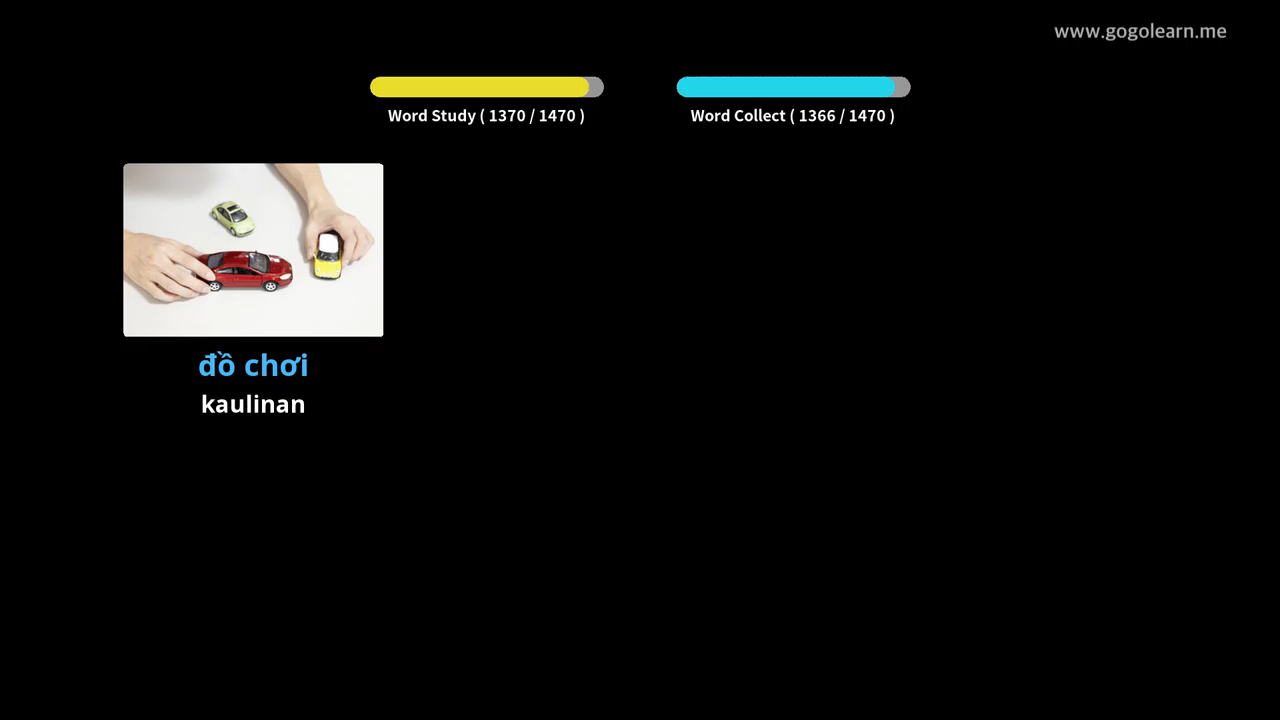 www.gogolearn.me
Word Study ( 1370 / 1470 )
Word Collect ( 1366 / 1470 )
đồ chơi
kaulinan